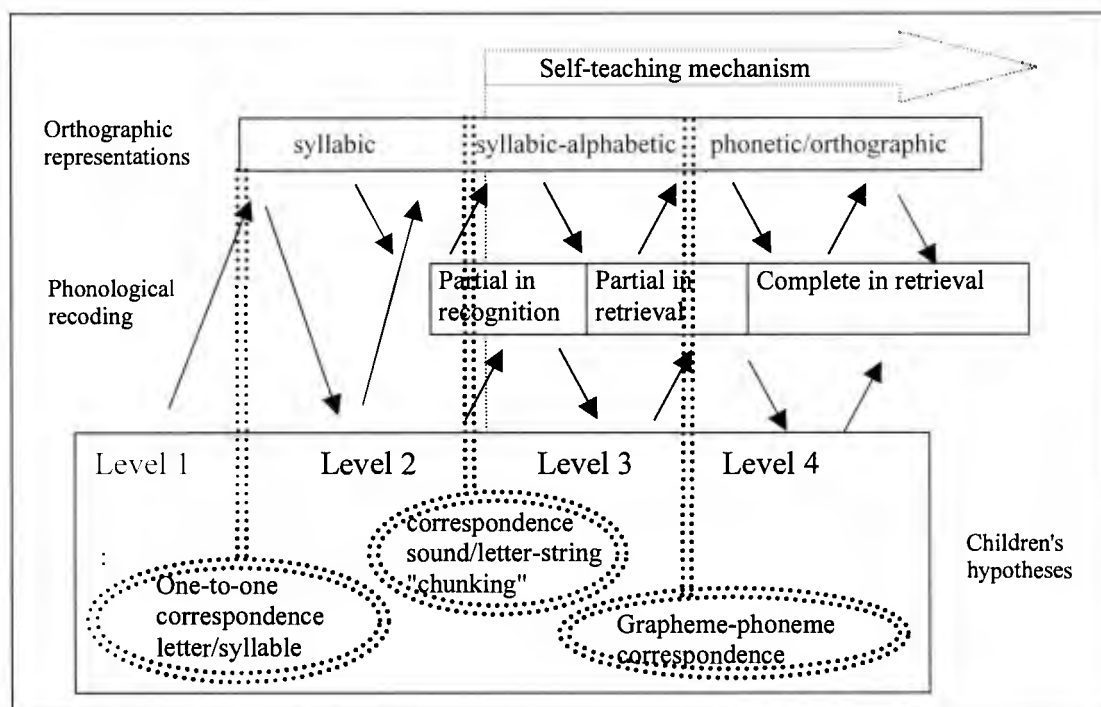 Self-teaching mechanism
Orthographic
representations
syllabic
syllabic-alphabetic
phonetic/orthographic
Phonological
recoding
Partial in
recognition
Partial in
retrieval
Complete in retrieval
Level 1
Level 2
Level 3
Level 4
correspondence
sound/letter-string
"chunking"
One-to-one
correspondence
letter/syllable
Grapheme-phoneme
correspondence
Children's
hypotheses